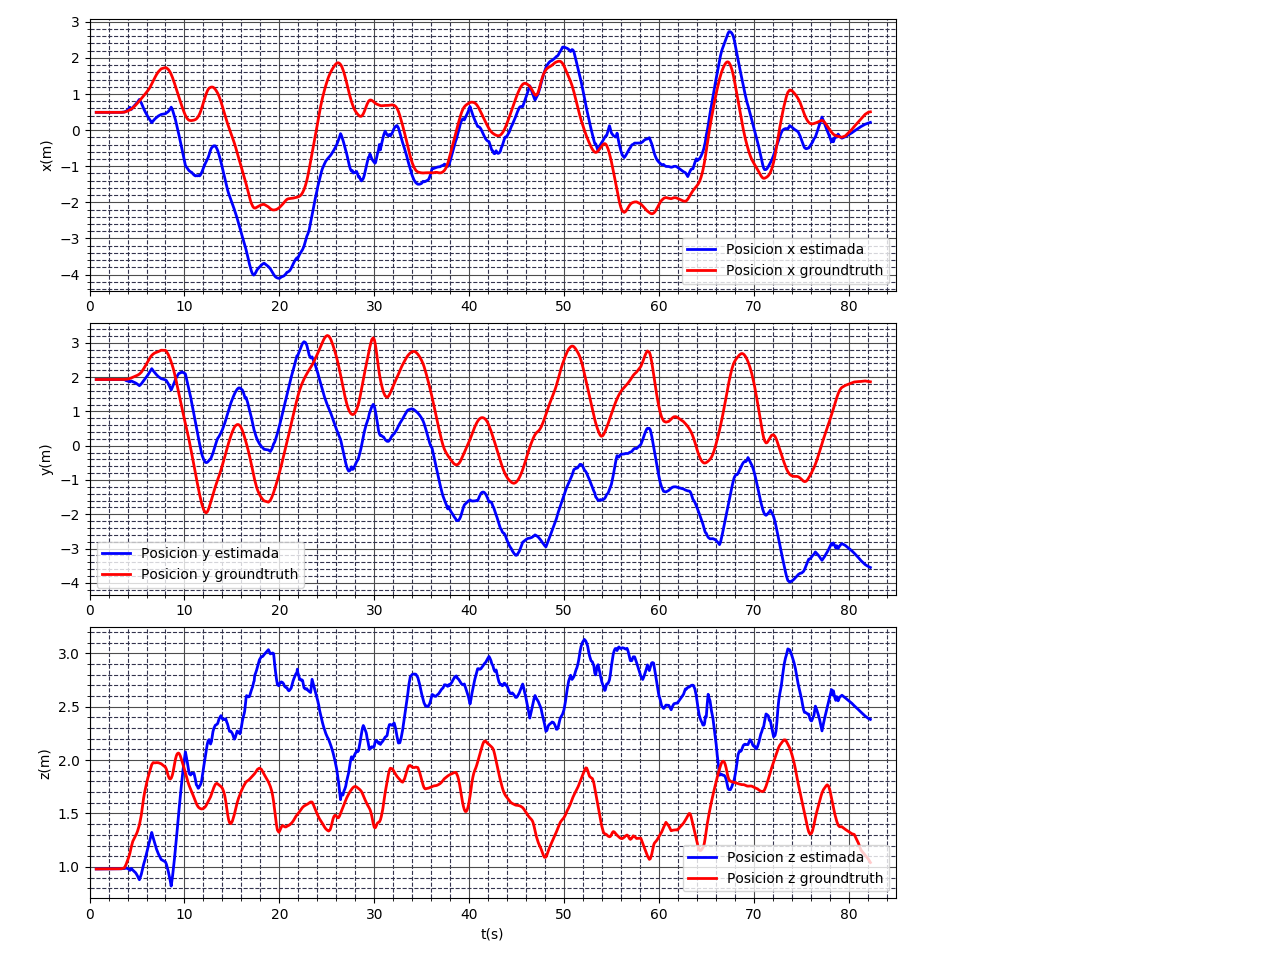 3
2
1
0
−1
−2
−3
−4
x(m)
Posicion x estimada
Posicion x groundtruth
0 10 20 30 40 50 60 70 80
3
2
1
0
−1
−2
−3
−4
y(m)
Posicion y estimada
Posicion y groundtruth
0 10 20 30 40 50 60 70 80
3.0
2.5
2.0
1.5
1.0
z(m)
Posicion z estimada
Posicion z groundtruth
0 10 20 30 40 50 60 70 80
t(s)